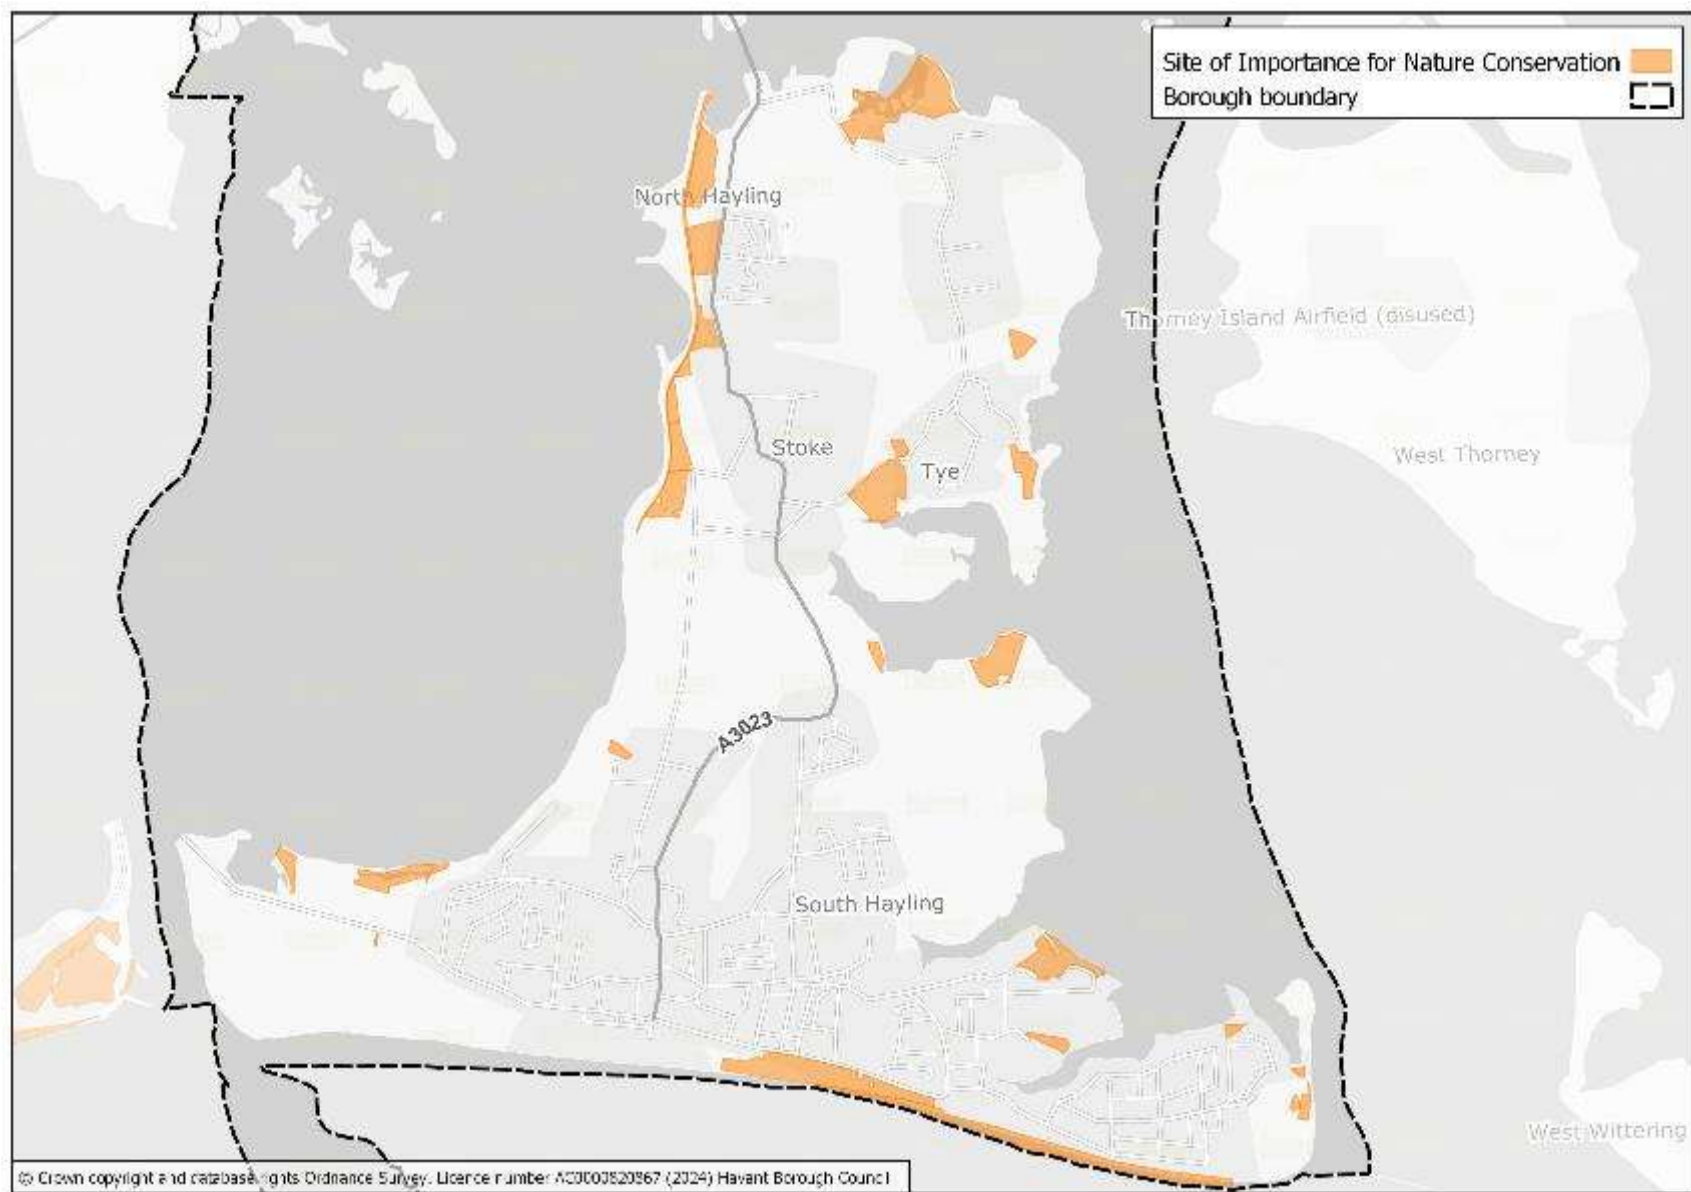 Site of Importance for Nature Conservation
Borough boundary
North Hayling
Thorney Island Airfield (disused)
Stoke
Tye
West Thorney
A3023
South Hayling
West Wittering
© Crown copyright and database rights Ordnance Survey. Licence number AC0000820867 (2024) Havant Borough Council